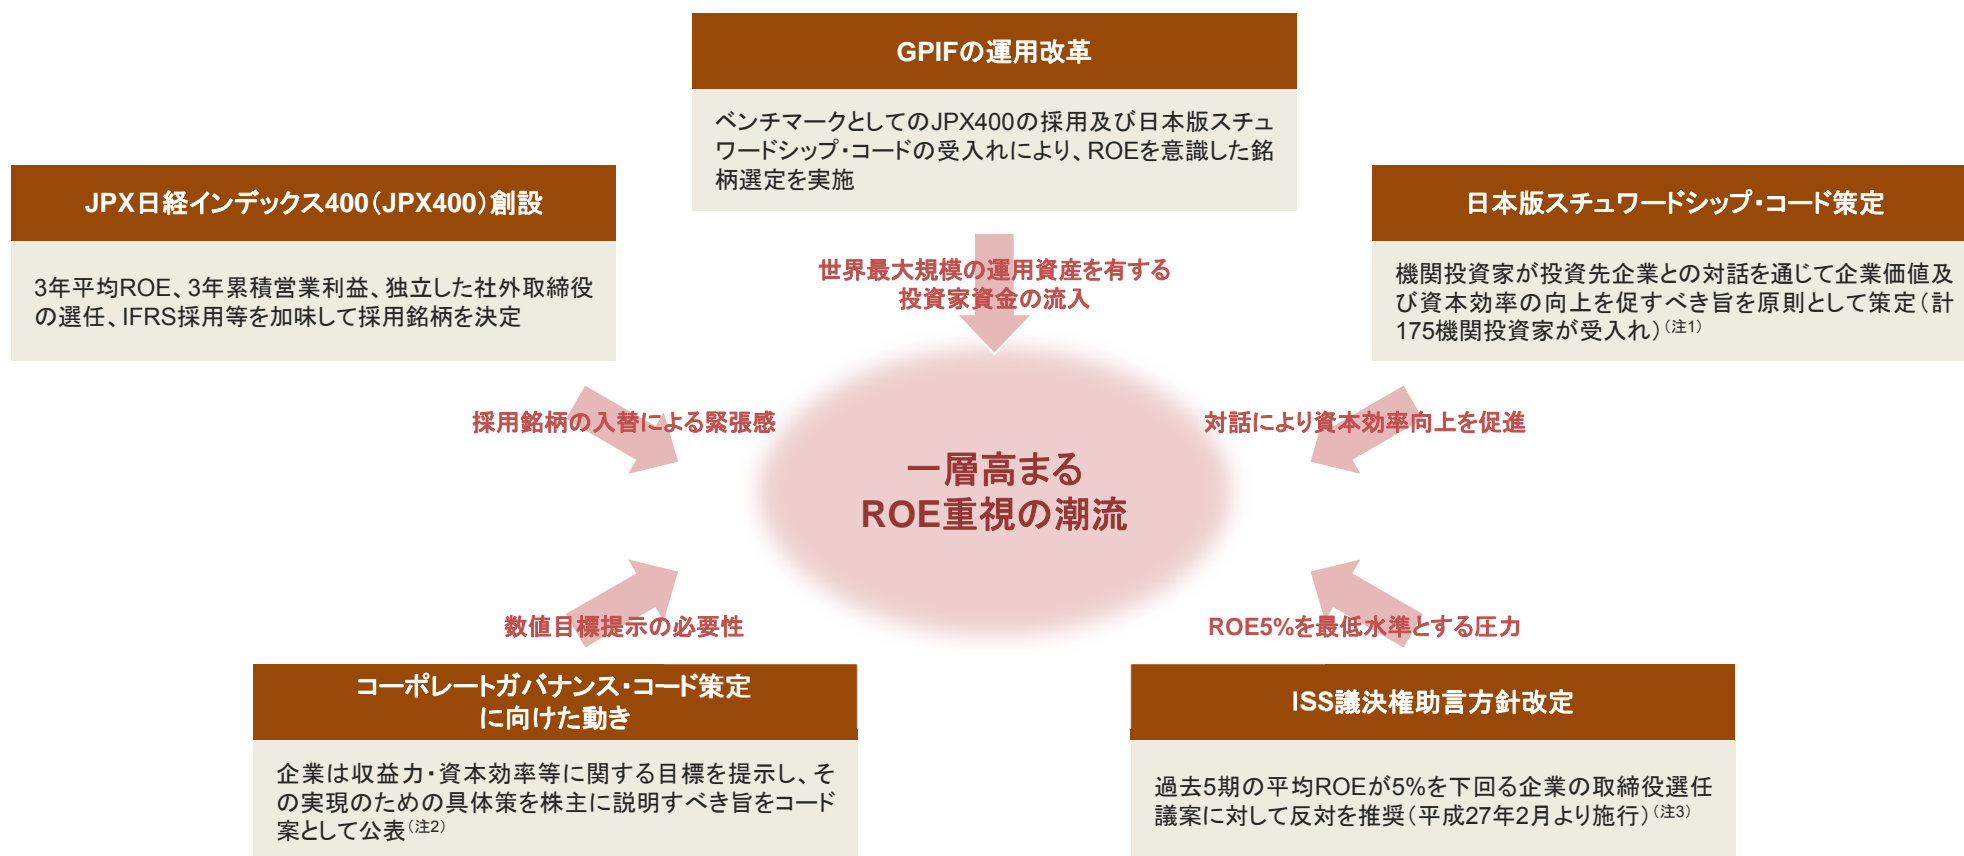 GPIFの運用改革
ベンチマークとしてのJPX400の採用及び日本版スチュ
ワードシップ・コードの受入れにより、ROEを意識した銘
柄選定を実施
JPX日経インデックス400（JPX400）創設
3年平均ROE、3年累積営業利益、独立した社外取締役
の選任、IFRS採用等を加味して採用銘柄を決定
日本版スチュワードシップ・コード策定
機関投資家が投資先企業との対話を通じて企業価値及
び資本効率の向上を促すべき旨を原則として策定（計
175機関投資家が受入れ）（注1）
世界最大規模の運用資産を有する
投資家資金の流入
採用銘柄の入替による緊張感
対話により資本効率向上を促進
一層高まる
ROE重視の潮流
数値目標提示の必要性
ROE5%を最低水準とする圧力
コーポレートガバナンス・コード策定
に向けた動き
企業は収益力・資本効率等に関する目標を提示し、そ
の実現のための具体策を株主に説明すべき旨をコード
案として公表（注2）
ISS議決権助言方針改定
過去5期の平均ROEが5%を下回る企業の取締役選任
議案に対して反対を推奨（平成27年2月より施行）（注3）